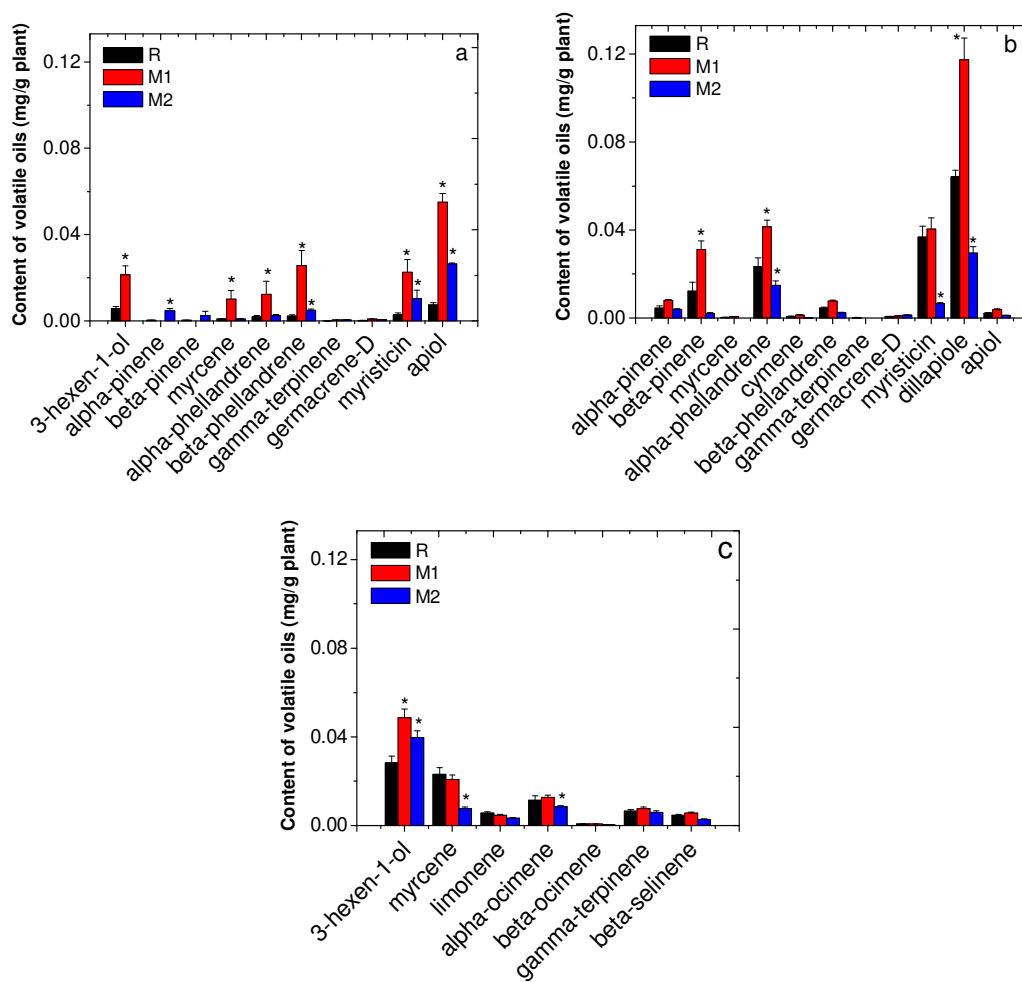 a
R
M1
M2
Content of volatile oils (mg/g plant)
0.12
0.08
0.04
0.00
* * * * * * * * * *
3-hexen-1-ol
alpha-pinene
beta-pinene
myrcene
alpha-phellandrene
beta-phellandrene
gamma-terpinene
germacrene-D
myristicin
apiol
b
R
M1
M2
Content of volatile oils (mg/g plant)
0.12
0.08
0.04
0.00
* * * * * *
alpha-pinene
beta-pinene
myrcene
alpha-phellandrene
cymene
beta-phellandrene
gamma-terpinene
germacrene-D
myristicin
dillapiole
apiol
c
R
M1
M2
Content of volatile oils (mg/g plant)
0.12
0.08
0.04
0.00
* * * *
3-hexen-1-ol
myrcene
limonene
alpha-ocimene
beta-ocimene
gamma-terpinene
beta-selinene